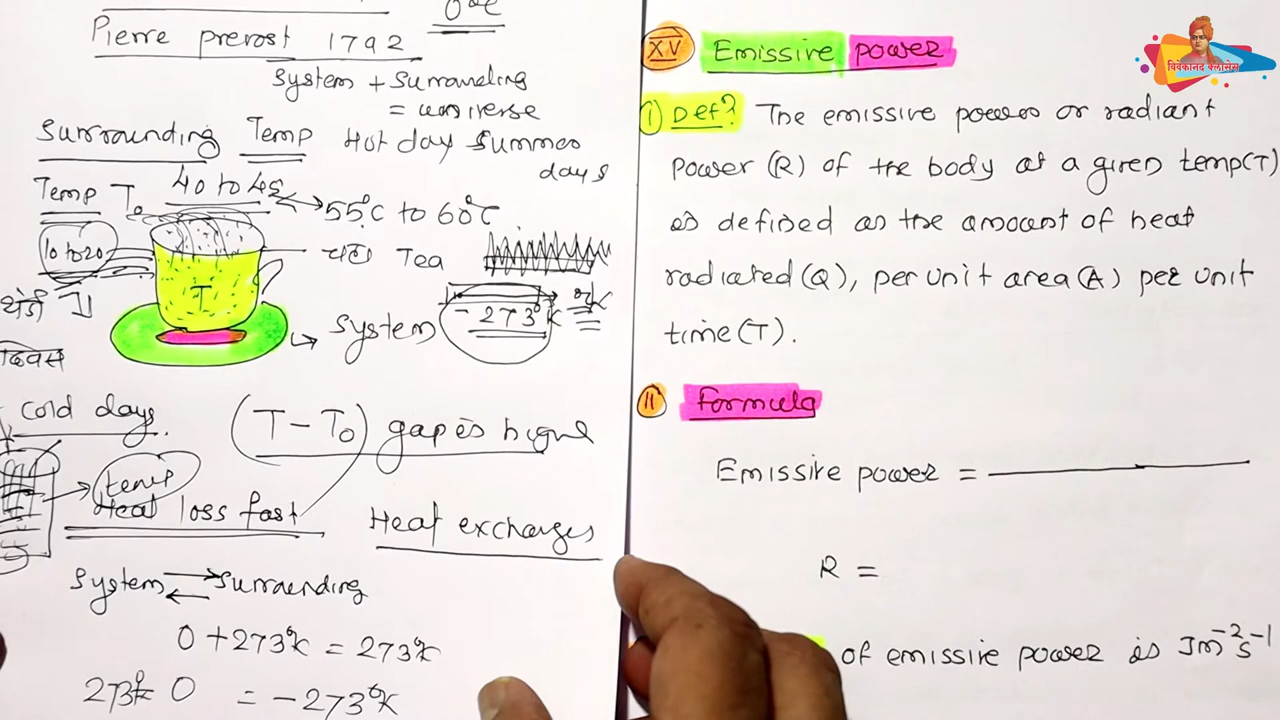 0°C
Pierre prevost 1792
System + Surrounding
= universe
Surrounding Temp Hot day Summer
days
Temp T₀ 40 to 45 55°C to 60°C
10 to 20 चहा Tea
T
थंडी
दिवस
System -273°K
Cold days
(T - T₀) gap is
temp
Heat loss fast
Heat exchanges
System Surrounding
0 + 273°K = 273°K
= -273°K
XV Emissive power
विवेकानंद क्लासेस
I) Def? The emissive power or radiant
Power (R) of the body at a given temp(T)
is defined as the amount of heat
radiated (Q), per unit area (A) per unit
time (T).
II Formula
Emissive power =
R =
of emissive power is Jm⁻²s⁻¹